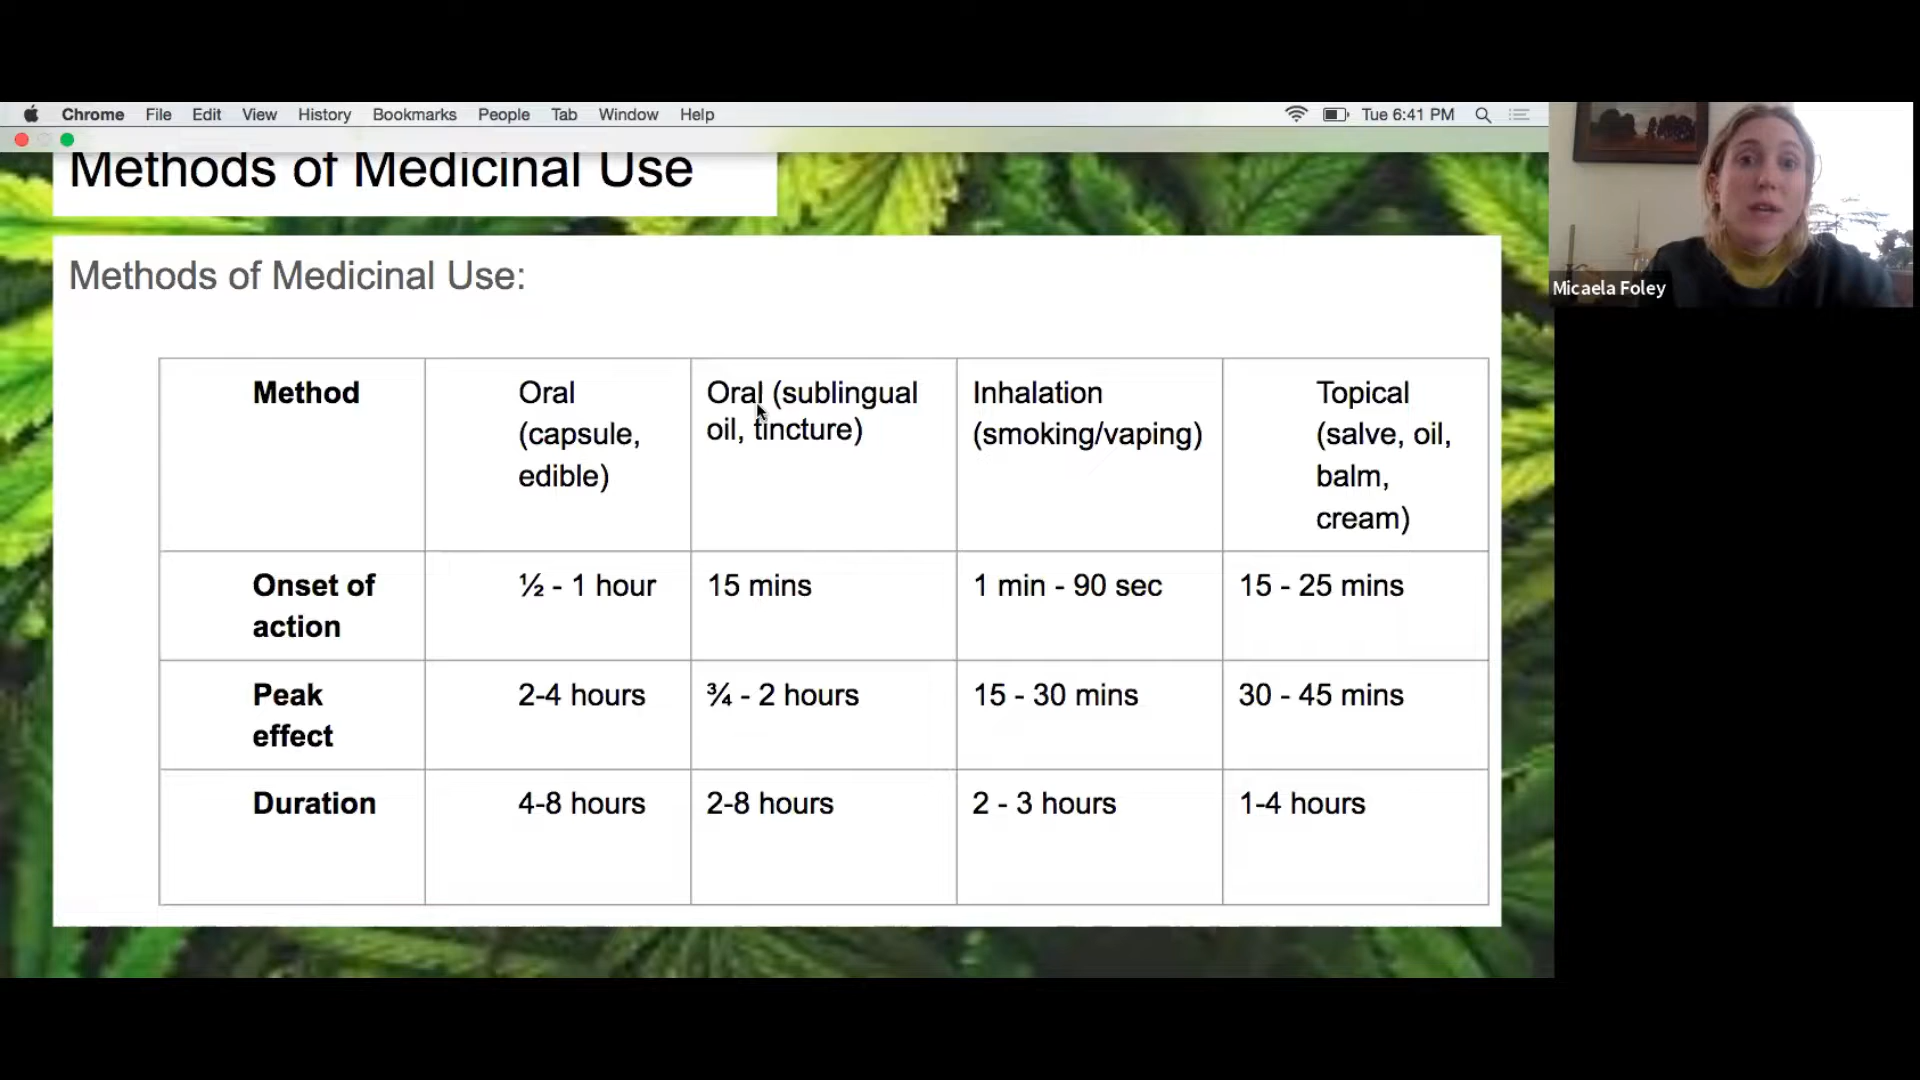 Chrome File Edit View History Bookmarks People Tab Window Help Tue 6:41 PM
Methods of Medicinal Use
Micaela Foley
Methods of Medicinal Use:
Method
Oral
(capsule,
edible)
Oral (sublingual
oil, tincture)
Inhalation
(smoking/vaping)
Topical
(salve, oil,
balm,
cream)
Onset of
action
½ - 1 hour
15 mins
1 min - 90 sec
15 - 25 mins
Peak
effect
2-4 hours
¾ - 2 hours
15 - 30 mins
30 - 45 mins
Duration
4-8 hours
2-8 hours
2 - 3 hours
1-4 hours